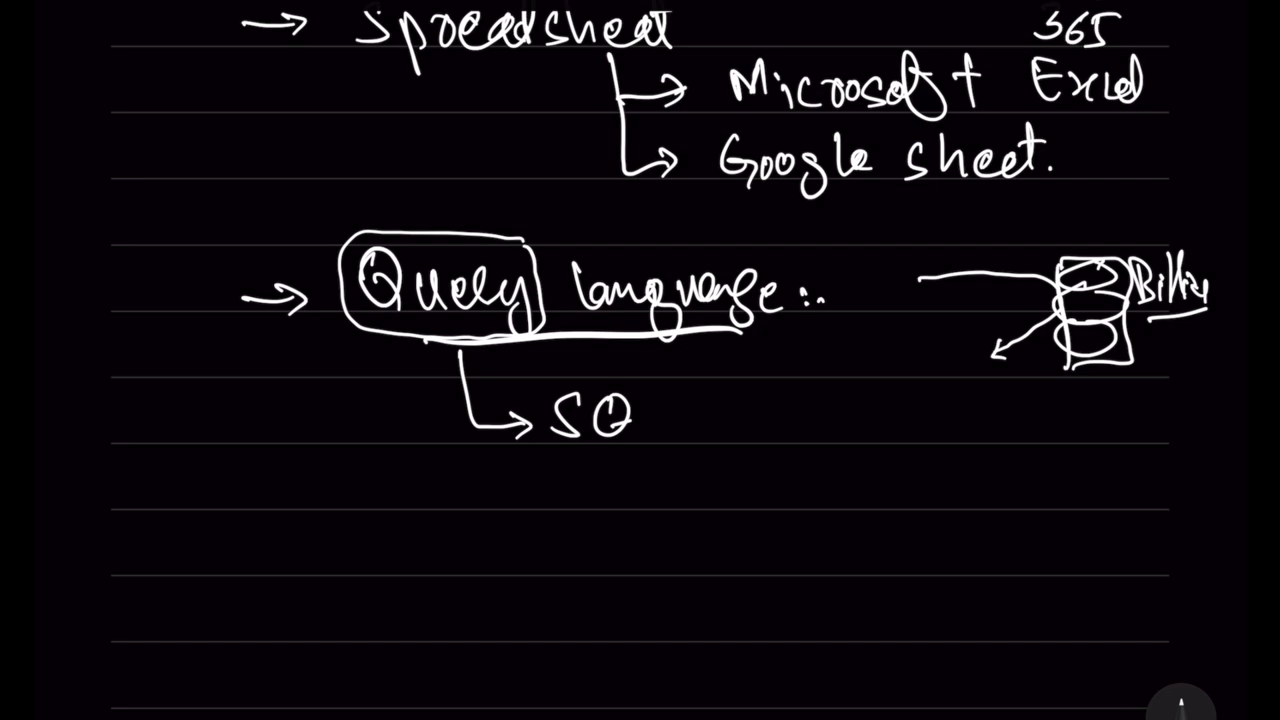 → Spreadsheet
365
→ Microsoft Excel
→ Google sheet.
→ Query language :.
→ SQ